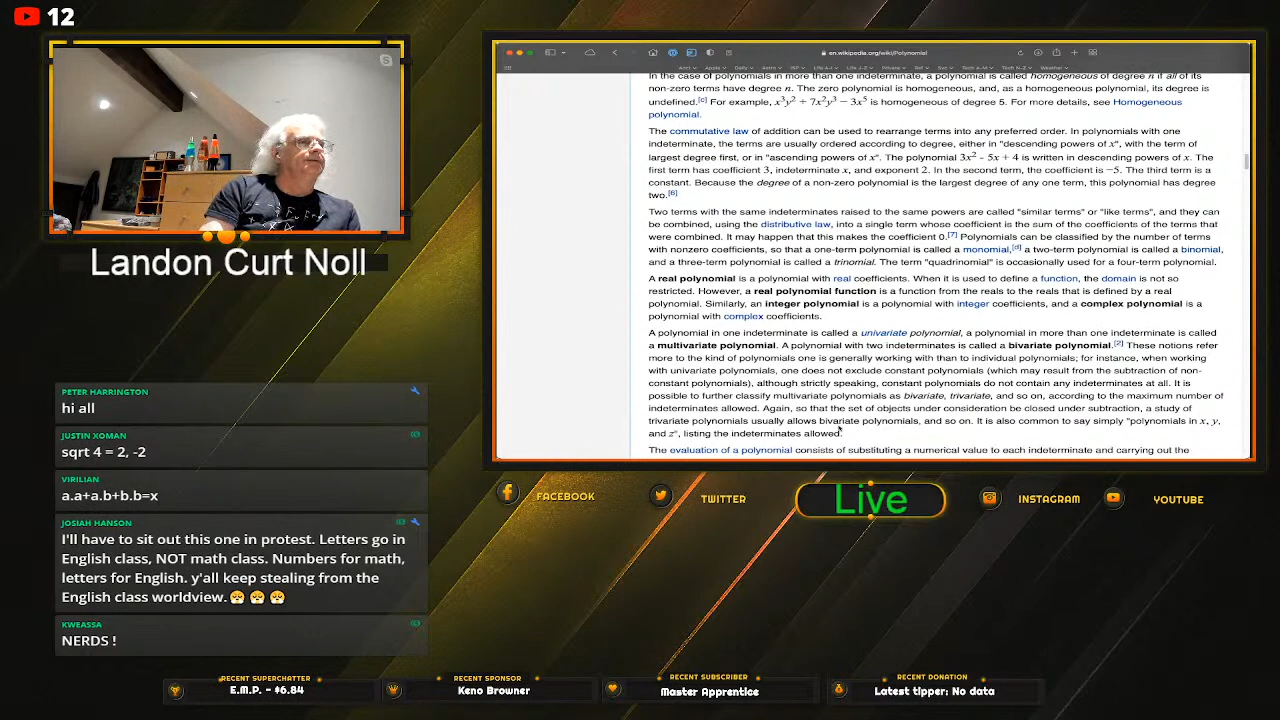 12
Landon Curt Noll
PETER HARRINGTON
hi all
JUSTIN XOMAN
sqrt 4 = 2, -2
VIRILIAN
a.a+a.b+b.b=x
JOSIAH HANSON
I'll have to sit out this one in protest. Letters go in
English class, NOT math class. Numbers for math,
letters for English. y'all keep stealing from the
English class worldview. 😤 😤 😤
KWEASSA
NERDS !
en.wikipedia.org/wiki/Polynomial
In the case of polynomials in more than one indeterminate, a polynomial is called homogeneous of degree n if all of its
non-zero terms have degree n. The zero polynomial is homogeneous, and, as a homogeneous polynomial, its degree is
undefined.[c] For example, x³y² + 7x²y³ − 3x⁵ is homogeneous of degree 5. For more details, see Homogeneous
polynomial.
The commutative law of addition can be used to rearrange terms into any preferred order. In polynomials with one
indeterminate, the terms are usually ordered according to degree, either in "descending powers of x", with the term of
largest degree first, or in "ascending powers of x". The polynomial 3x² - 5x + 4 is written in descending powers of x. The
first term has coefficient 3, indeterminate x, and exponent 2. In the second term, the coefficient is −5. The third term is a
constant. Because the degree of a non-zero polynomial is the largest degree of any one term, this polynomial has degree
two.[6]
Two terms with the same indeterminates raised to the same powers are called "similar terms" or "like terms", and they can
be combined, using the distributive law, into a single term whose coefficient is the sum of the coefficients of the terms that
were combined. It may happen that this makes the coefficient 0.[7] Polynomials can be classified by the number of terms
with nonzero coefficients, so that a one-term polynomial is called a monomial,[d] a two-term polynomial is called a binomial,
and a three-term polynomial is called a trinomial. The term "quadrinomial" is occasionally used for a four-term polynomial.
A real polynomial is a polynomial with real coefficients. When it is used to define a function, the domain is not so
restricted. However, a real polynomial function is a function from the reals to the reals that is defined by a real
polynomial. Similarly, an integer polynomial is a polynomial with integer coefficients, and a complex polynomial is a
polynomial with complex coefficients.
A polynomial in one indeterminate is called a univariate polynomial, a polynomial in more than one indeterminate is called
a multivariate polynomial. A polynomial with two indeterminates is called a bivariate polynomial.[2] These notions refer
more to the kind of polynomials one is generally working with than to individual polynomials; for instance, when working
with univariate polynomials, one does not exclude constant polynomials (which may result from the subtraction of non-
constant polynomials), although strictly speaking, constant polynomials do not contain any indeterminates at all. It is
possible to further classify multivariate polynomials as bivariate, trivariate, and so on, according to the maximum number of
indeterminates allowed. Again, so that the set of objects under consideration be closed under subtraction, a study of
trivariate polynomials usually allows bivariate polynomials, and so on. It is also common to say simply "polynomials in x, y,
and z", listing the indeterminates allowed.
The evaluation of a polynomial consists of substituting a numerical value to each indeterminate and carrying out the
FACEBOOK
TWITTER
Live
INSTAGRAM
YOUTUBE
RECENT SUPERCHATTER
E.M.P. - $6.84
RECENT SPONSOR
Keno Browner
RECENT SUBSCRIBER
Master Apprentice
RECENT DONATION
Latest tipper: No data